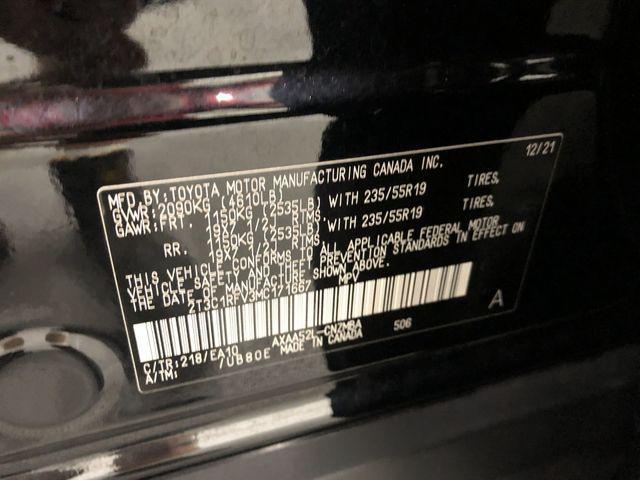 MFD.BY:TOYOTA MOTOR MANUFACTURING CANADA INC. 12/21
GVWR:2090KG (4610LB)
GAWR:FRT. 1150KG (2535LB) WITH 235/55R19 TIRES,
19X7 1/2J RIMS
RR. 1150KG (2535LB) WITH 235/55R19 TIRES,
19X7 1/2J RIMS
THIS VEHICLE CONFORMS TO ALL APPLICABLE FEDERAL MOTOR
VEHICLE SAFETY AND THEFT PREVENTION STANDARDS IN EFFECT ON
THE DATE OF MANUFACTURE SHOWN ABOVE.
2T3C1RFV3MC171667 MPV
A
C/TR:218/EA10 AXAA52L-CNZMBA 506
A/TM: /UB80E MADE IN CANADA